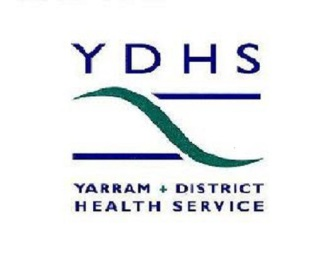 YDHS
YARRAM + DISTRICT
HEALTH SERVICE